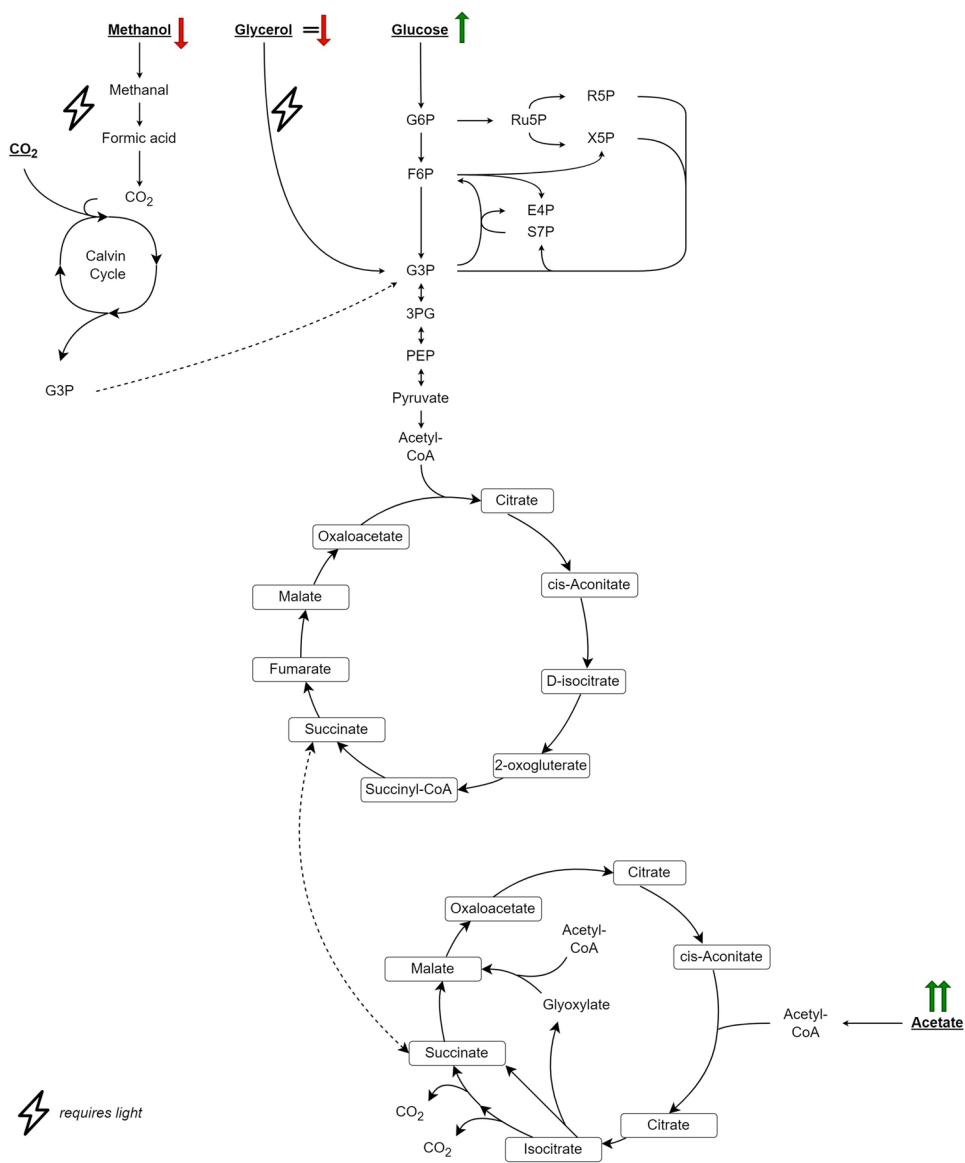 Methanol
Glycerol =
Glucose
Methanal
R5P
G6P
Ru5P
Formic acid
X5P
CO2
F6P
CO2
E4P
S7P
Calvin
Cycle
G3P
3PG
PEP
G3P
Pyruvate
Acetyl-
CoA
Citrate
Oxaloacetate
cis-Aconitate
Malate
Fumarate
D-isocitrate
Succinate
2-oxogluterate
Succinyl-CoA
Citrate
Oxaloacetate
Acetyl-
CoA
cis-Aconitate
Malate
Glyoxylate
Acetyl-
CoA
Acetate
Succinate
CO2
requires light
Citrate
CO2
Isocitrate